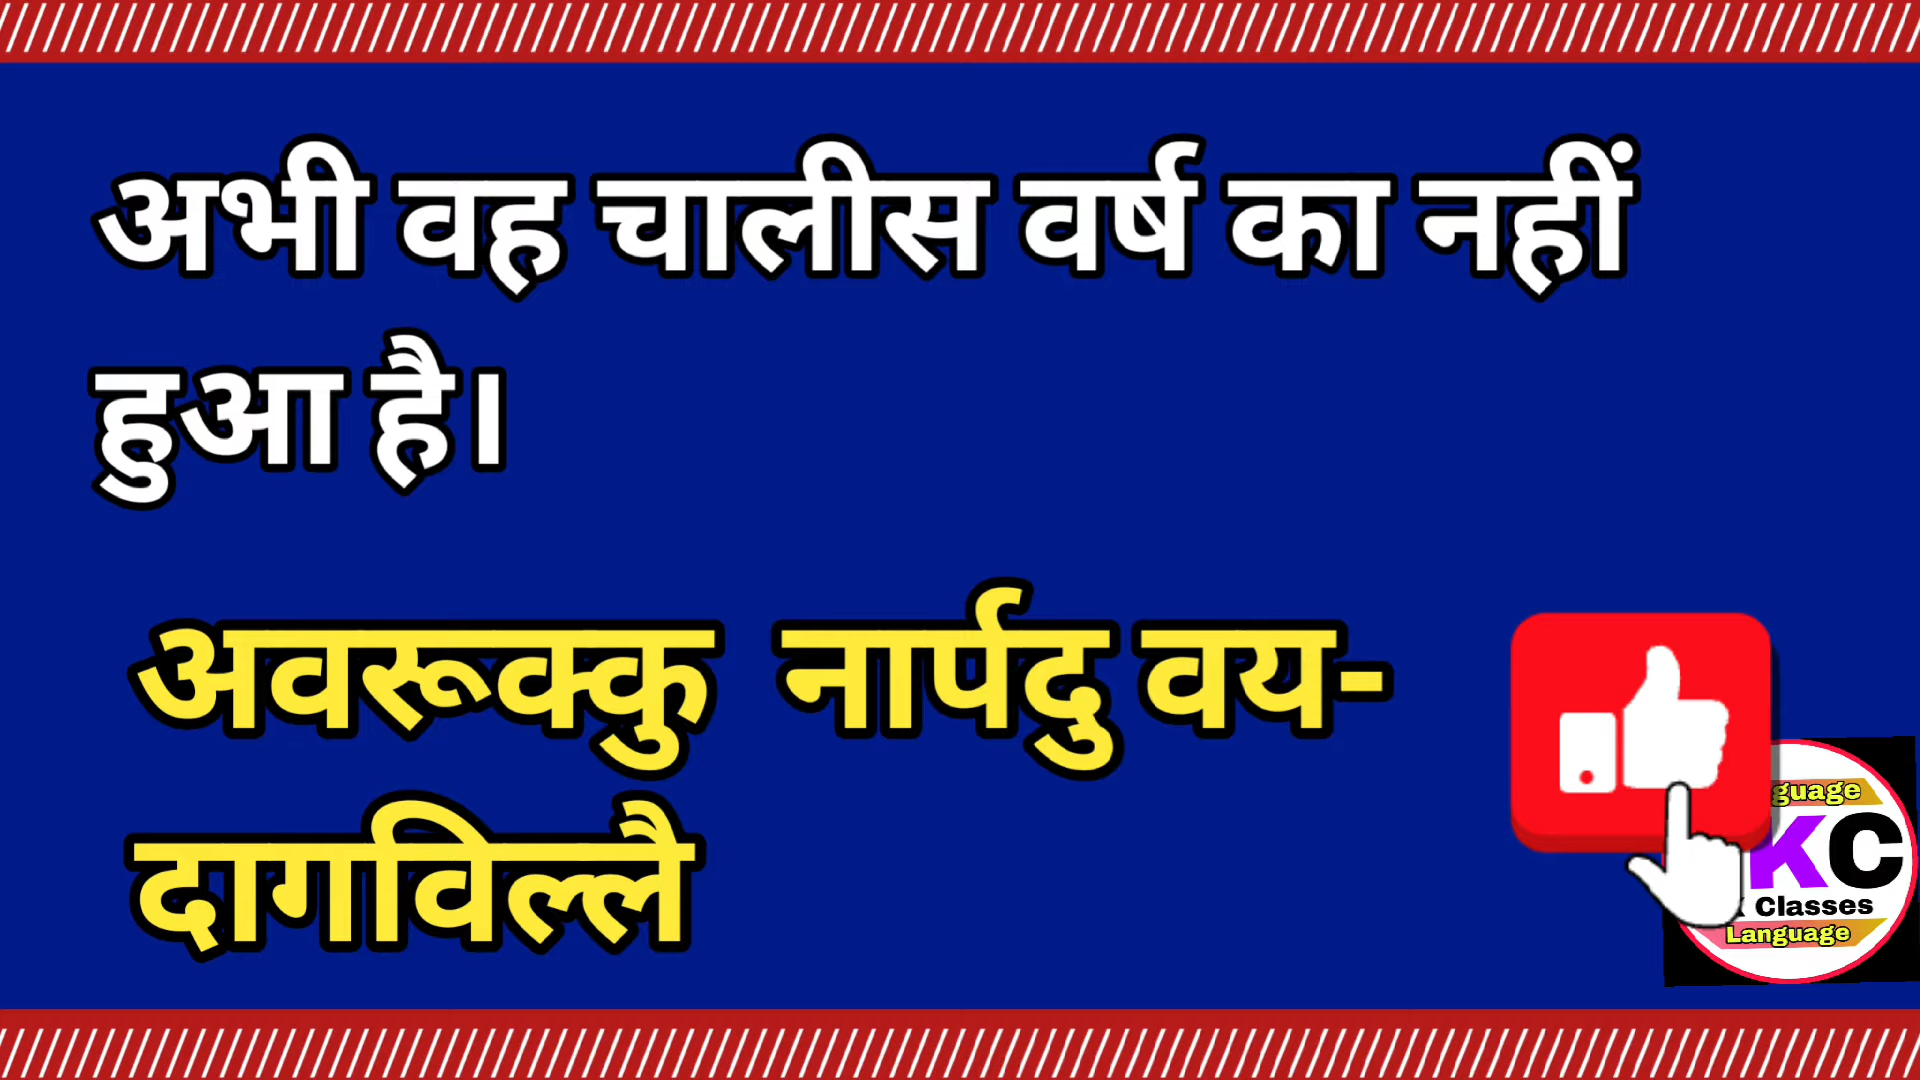 अभी वह चालीस वर्ष का नहीं
हुआ है।
अवरूक्कु नार्पदु वय-
दागविल्लै
guage
KC
Classes
Language